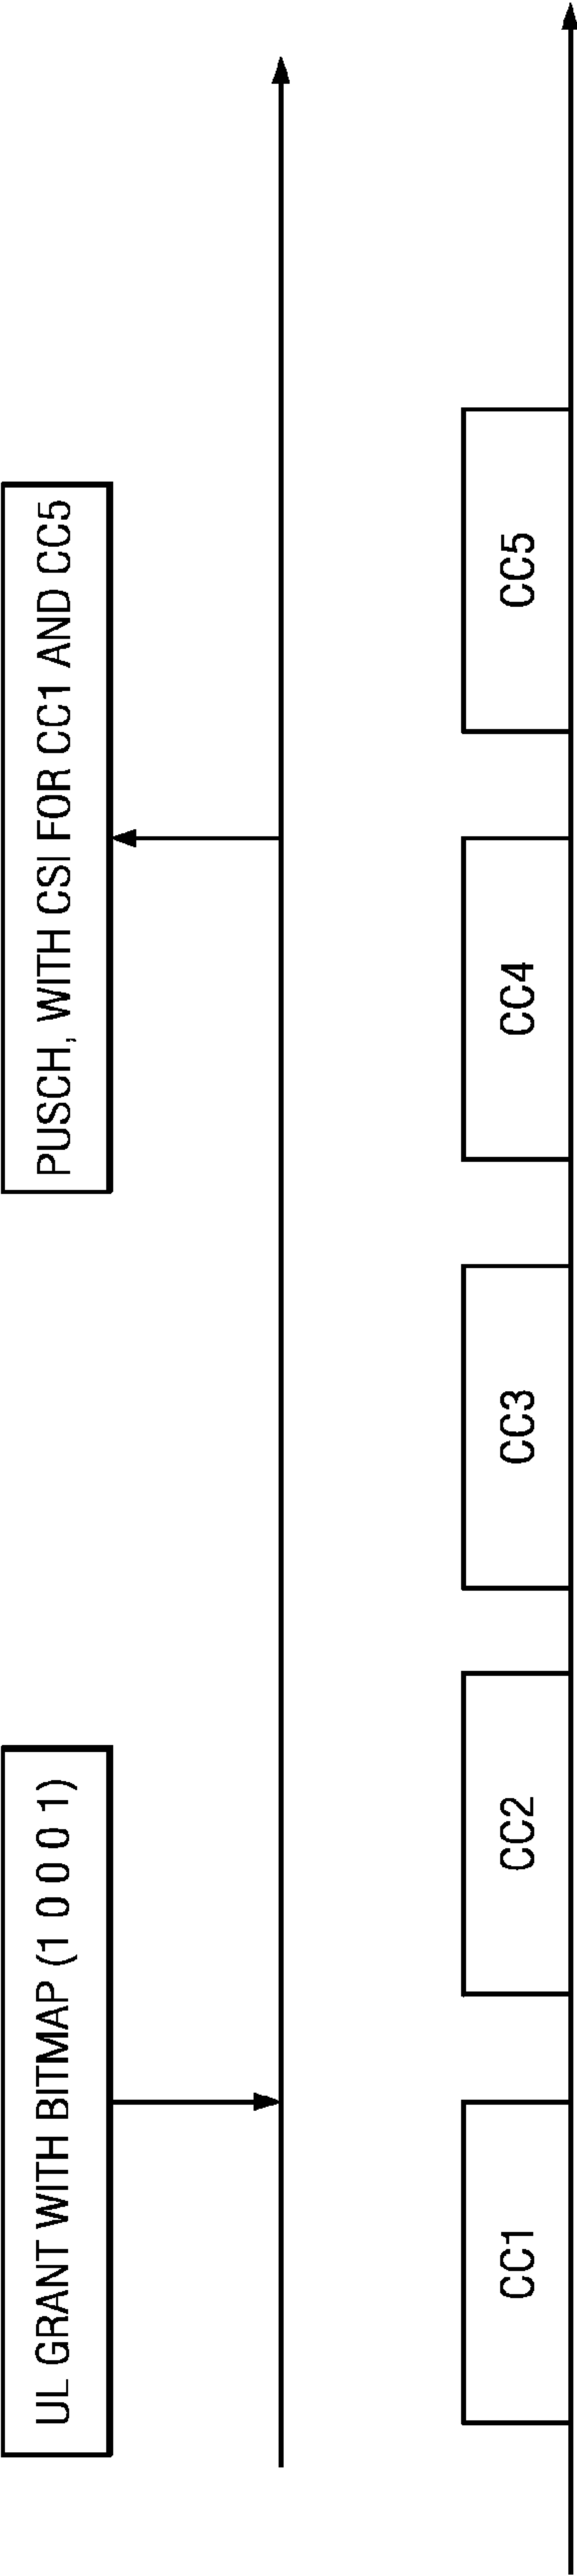 UL GRANT WITH BITMAP (1 0 0 0 1)
PUSCH, WITH CSI FOR CC1 AND CC5
CC1
CC2
CC3
CC4
CC5